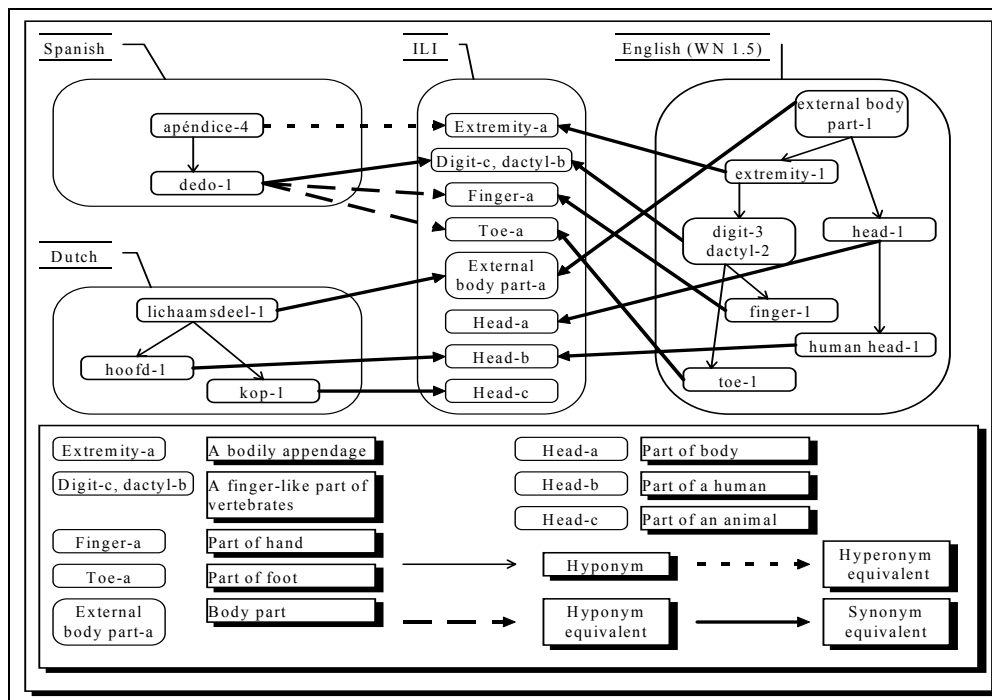 Spanish
ILI
English (WN 1.5)
apéndice-4
dedo-1
Extremity-a
Digit-c, dactyl-b
Finger-a
Toe-a
External
body part-a
Head-a
Head-b
Head-c
external body
part-1
extremity-1
digit-3
dactyl-2
head-1
finger-1
human head-1
toe-1
Dutch
lichaamsdeel-1
hoofd-1
kop-1
Extremity-a
A bodily appendage
Digit-c, dactyl-b
A finger-like part of
vertebrates
Finger-a
Part of hand
Toe-a
Part of foot
External
body part-a
Body part
Head-a
Part of body
Head-b
Part of a human
Head-c
Part of an animal
Hyponym
Hyperonym
equivalent
Hyponym
equivalent
Synonym
equivalent